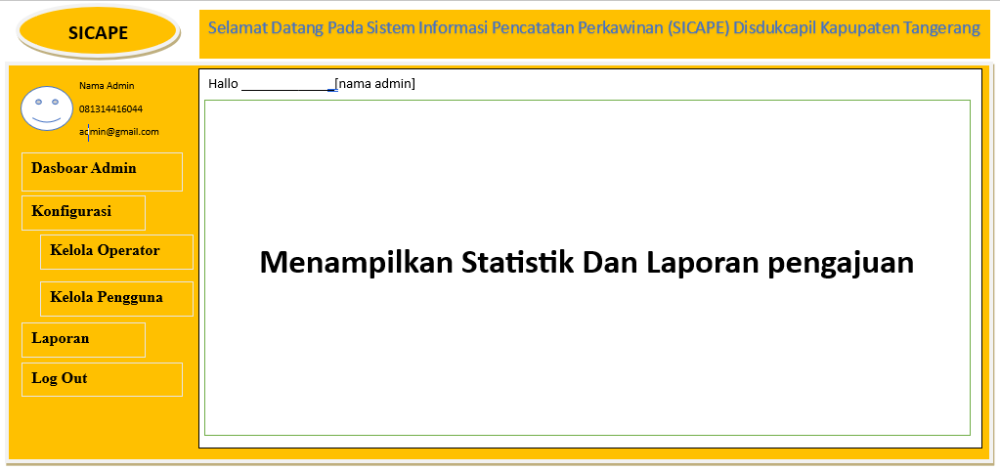 SICAPE
Selamat Datang Pada Sistem Informasi Pencatatan Perkawinan (SICAPE) Disdukcapil Kapupaten Tangerang
Nama Admin
081314416044
admin@gmail.com
Hallo ______________[nama admin]
Dasboar Admin
Konfigurasi
Kelola Operator
Kelola Pengguna
Laporan
Log Out
Menampilkan Statistik Dan Laporan pengajuan